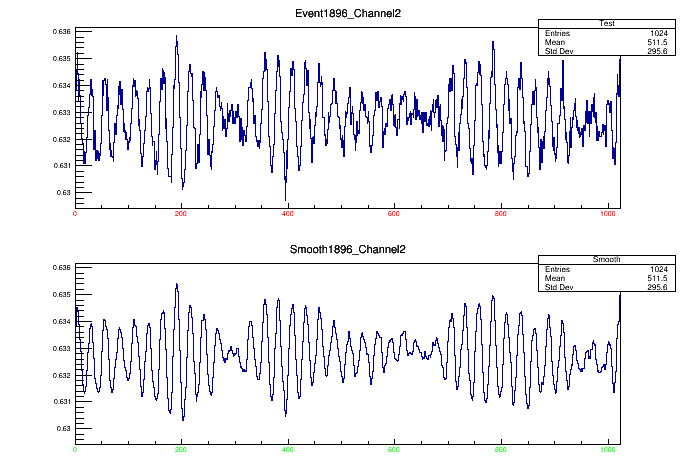 Event1896_Channel2
Test
Entries 1024
Mean 511.5
Std Dev 295.6
0.636
0.635
0.634
0.633
0.632
0.631
0.63
0 200 400 600 800 1000
Smooth1896_Channel2
Smooth
Entries 1024
Mean 511.5
Std Dev 295.6
0.636
0.635
0.634
0.633
0.632
0.631
0.63
0 200 400 600 800 1000